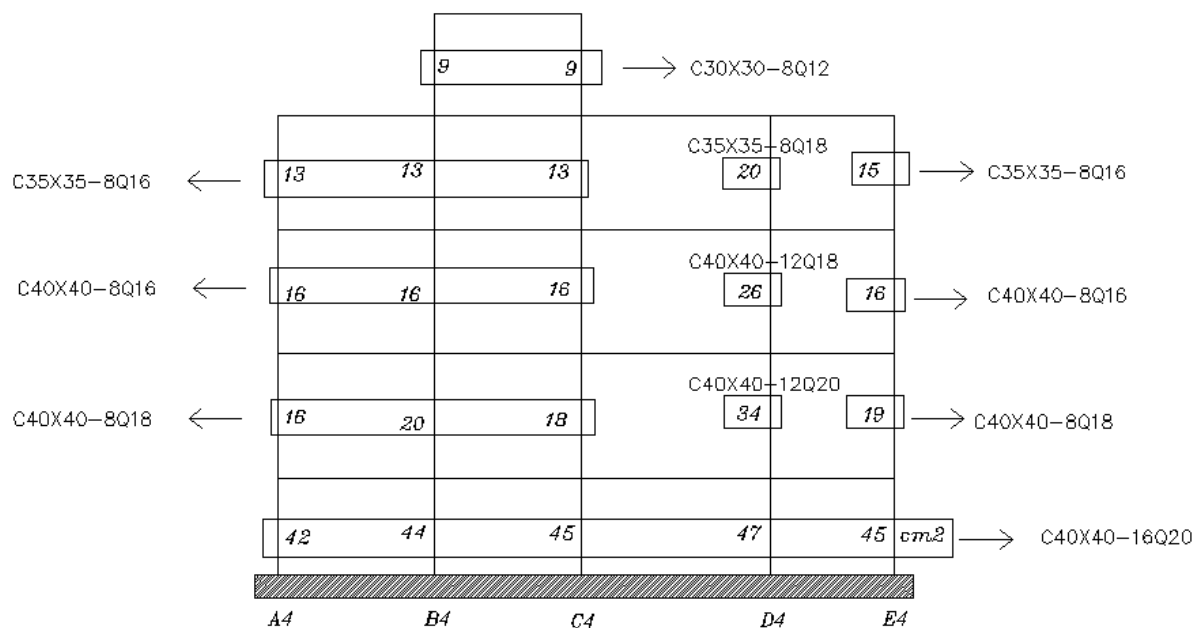 9 9 C30X30-8Q12
C35X35-8Q18
C35X35-8Q16 13 13 13 20 15 C35X35-8Q16
C40X40-12Q18
C40X40-8Q16 16 16 16 26 16 C40X40-8Q16
C40X40-12Q20
C40X40-8Q18 16 20 18 34 19 C40X40-8Q18
42 44 45 47 45 cm2 C40X40-16Q20
A4 B4 C4 D4 E4